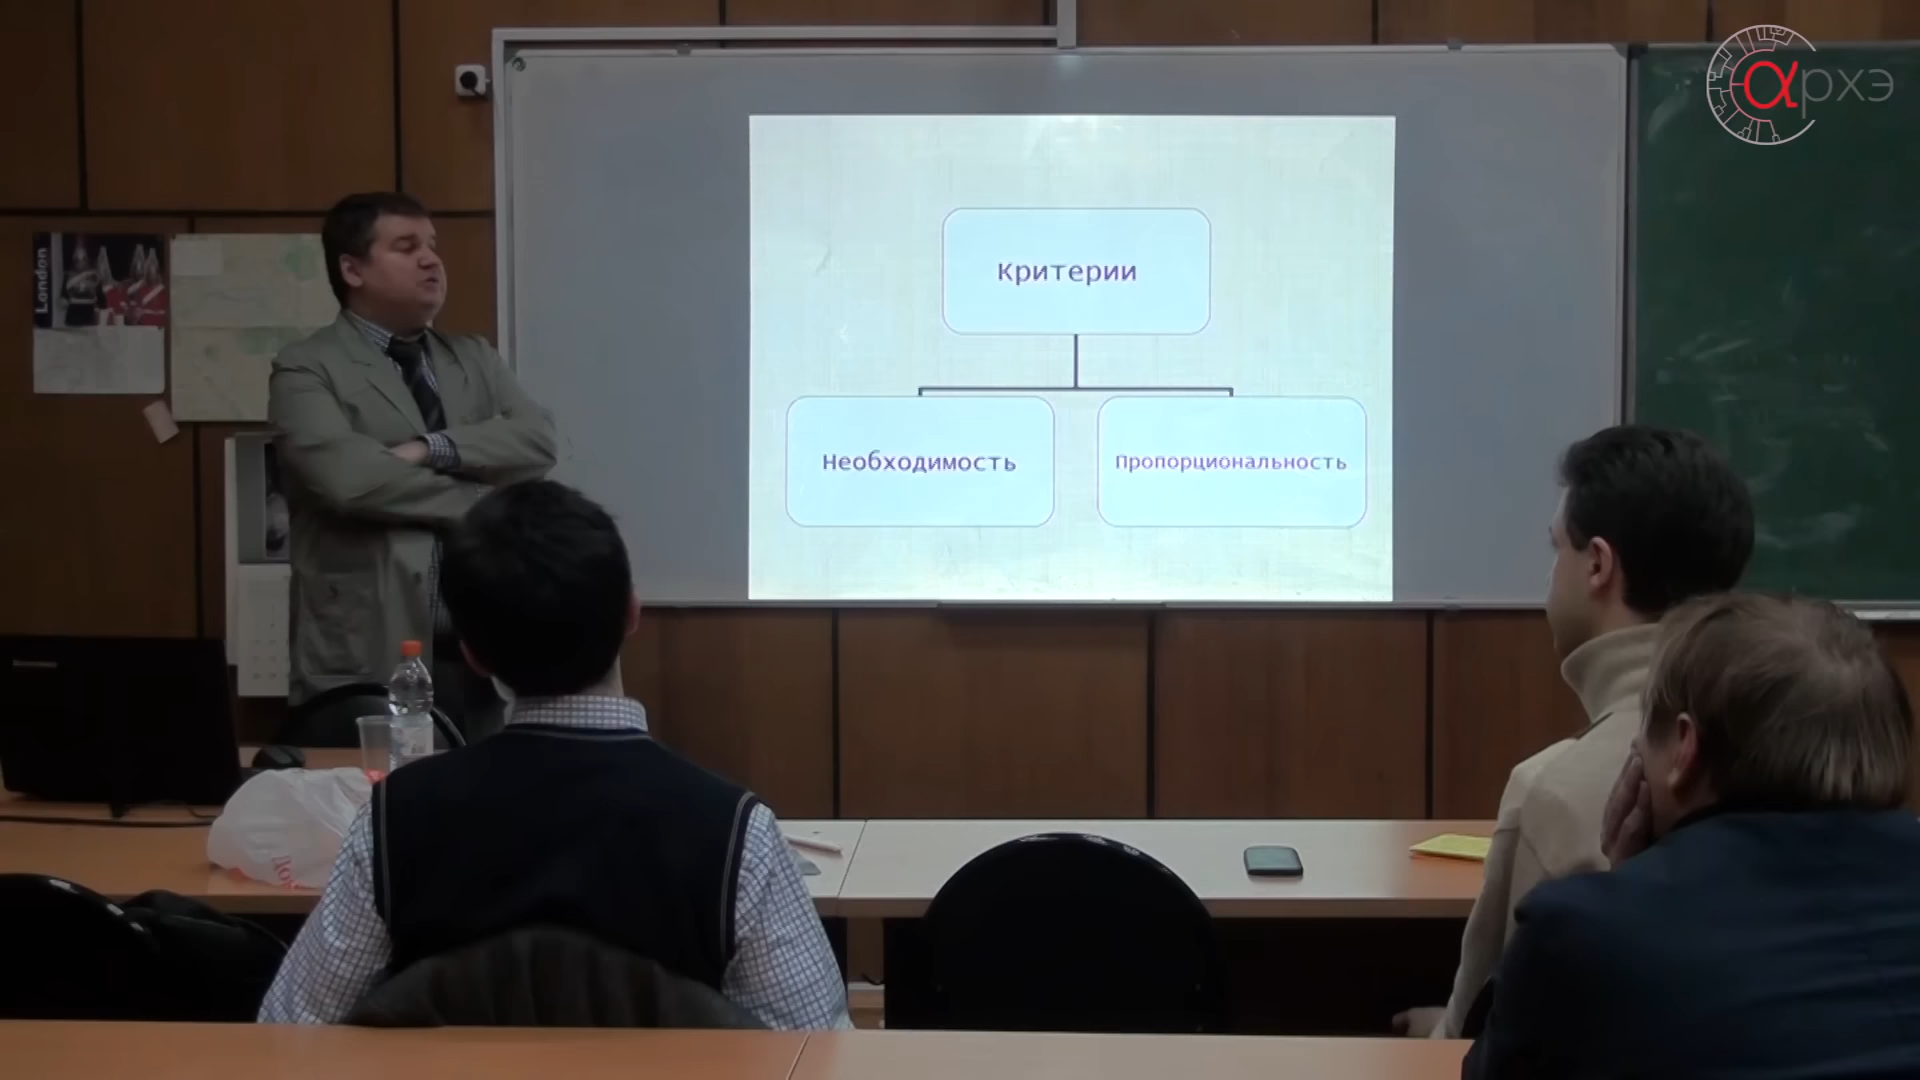 αрхэ
London
Критерии
Необходимость
Пропорциональность